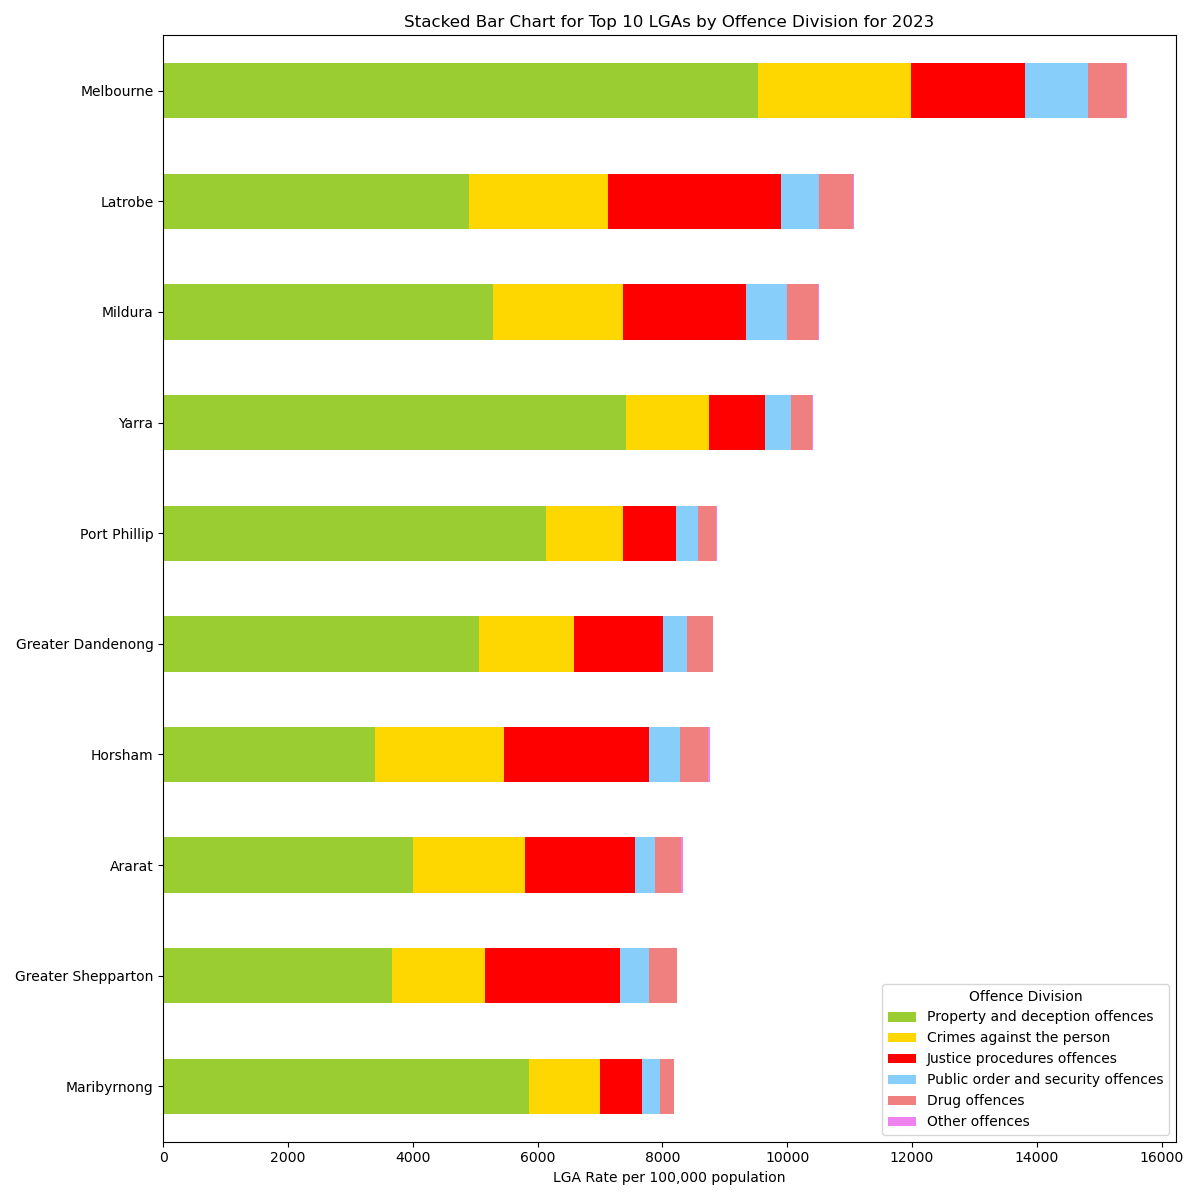 Stacked Bar Chart for Top 10 LGAs by Offence Division for 2023
Melbourne
Latrobe
Mildura
Yarra
Port Phillip
Greater Dandenong
Horsham
Ararat
Greater Shepparton
Maribyrnong
Offence Division
Property and deception offences
Crimes against the person
Justice procedures offences
Public order and security offences
Drug offences
Other offences
0 2000 4000 6000 8000 10000 12000 14000 16000
LGA Rate per 100,000 population